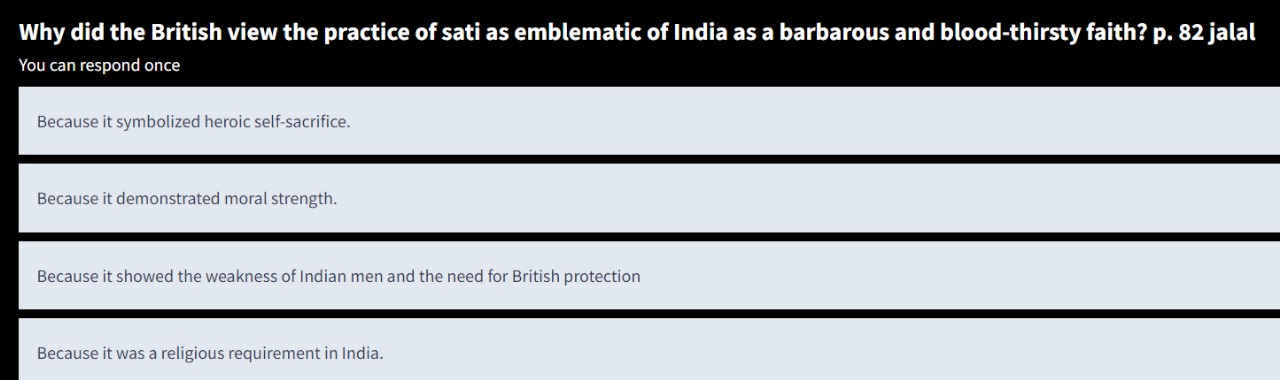 Why did the British view the practice of sati as emblematic of India as a barbarous and blood-thirsty faith? p. 82 jalal
You can respond once
Because it symbolized heroic self-sacrifice.
Because it demonstrated moral strength.
Because it showed the weakness of Indian men and the need for British protection
Because it was a religious requirement in India.